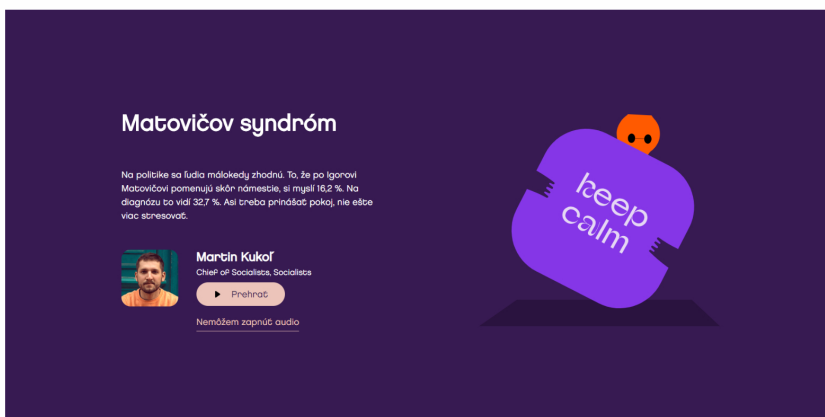 Matovičov syndróm
Na politike sa ľudia málokedy zhodnú. To, že po Igorovi
Matovičovi pomenujú skôr námestie, si myslí 16,2 %. Na
diagnózu to vidí 32,7 %. Asi treba prinášať pokoj, nie ešte
viac stresovať.
Martin Kukoľ
Chief of Socialists, Socialists
Prehrať
Nemôžem zapnúť audio
keep
calm